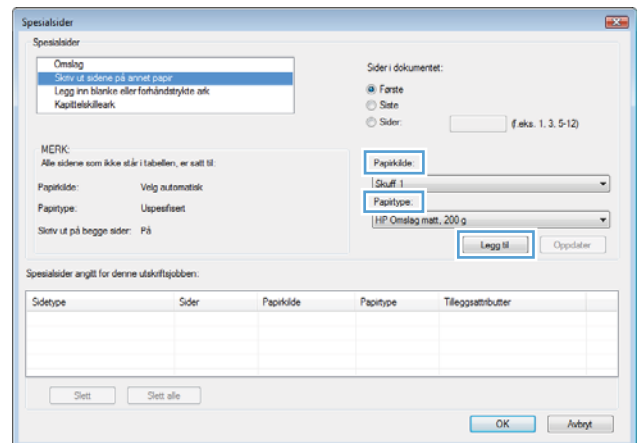 Spesialsider
Spesialsider
Omslag
Skriv ut sidene på annet papir
Legg inn blanke eller forhåndstrykte ark
Kapittelskilleark
Sider i dokumentet:
Første
Siste
Sider:
(f.eks. 1, 3, 5-12)
MERK:
Alle sidene som ikke står i tabellen, er satt til:
Papirkilde: Velg automatisk
Papirtype: Uspesifisert
Skriv ut på begge sider: På
Papirkilde:
Skuff 1
Papirtype:
HP Omslag matt, 200 g
Legg til Oppdater
Spesialsider angitt for denne utskriftsjobben:
Sidetype Sider Papirkilde Papirtype Tilleggsattributter
Slett Slett alle
OK Avbryt